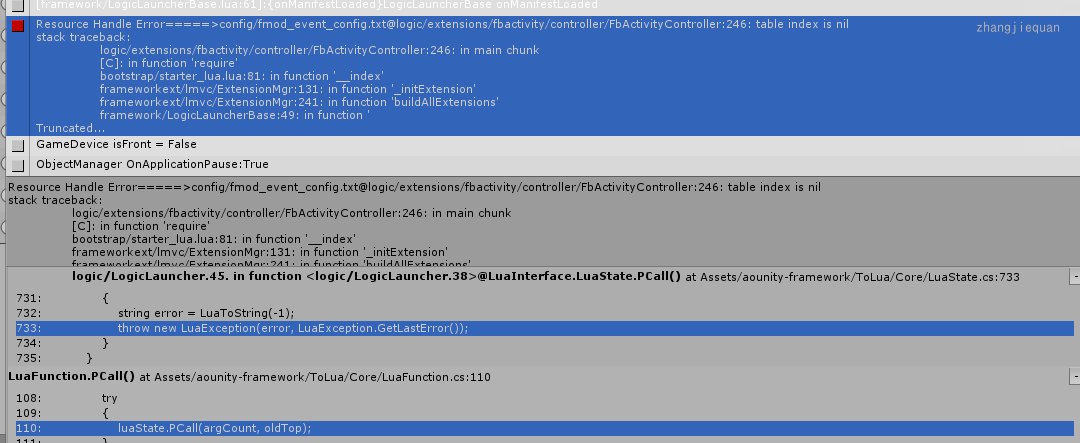 [framework/LogicLauncherBase.lua:61]:{onManifestLoaded}LogicLauncherBase onManifestLoaded
Resource Handle Error=====>config/fmod_event_config.txt@logic/extensions/fbactivity/controller/FbActivityController:246: table index is nil
zhangjiequan
stack traceback:
logic/extensions/fbactivity/controller/FbActivityController:246: in main chunk
[C]: in function 'require'
bootstrap/starter_lua.lua:81: in function '__index'
frameworkext/lmvc/ExtensionMgr:131: in function '_initExtension'
frameworkext/lmvc/ExtensionMgr:241: in function 'buildAllExtensions'
framework/LogicLauncherBase:49: in function '
Truncated...
GameDevice isFront = False
ObjectManager OnApplicationPause:True
Resource Handle Error=====>config/fmod_event_config.txt@logic/extensions/fbactivity/controller/FbActivityController:246: table index is nil
stack traceback:
logic/extensions/fbactivity/controller/FbActivityController:246: in main chunk
[C]: in function 'require'
bootstrap/starter_lua.lua:81: in function '__index'
frameworkext/lmvc/ExtensionMgr:131: in function '_initExtension'
frameworkext/lmvc/ExtensionMgr:241: in function 'buildAllExtensions'
logic/LogicLauncher.45. in function <logic/LogicLauncher.38>@LuaInterface.LuaState.PCall() at Assets/aounity-framework/ToLua/Core/LuaState.cs:733
731: {
732: string error = LuaToString(-1);
733: throw new LuaException(error, LuaException.GetLastError());
734: }
735: }
LuaFunction.PCall() at Assets/aounity-framework/ToLua/Core/LuaFunction.cs:110
108: try
109: {
110: luaState.PCall(argCount, oldTop);
111: }